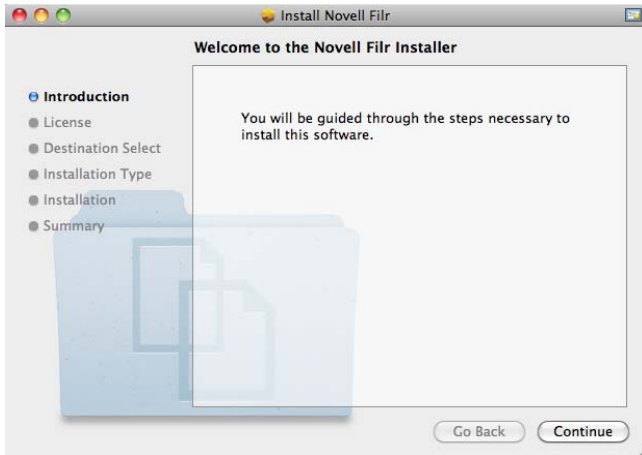 Install Novell Filr
Welcome to the Novell Filr Installer
Introduction
License
Destination Select
Installation Type
Installation
Summary
You will be guided through the steps necessary to
install this software.
Go Back
Continue